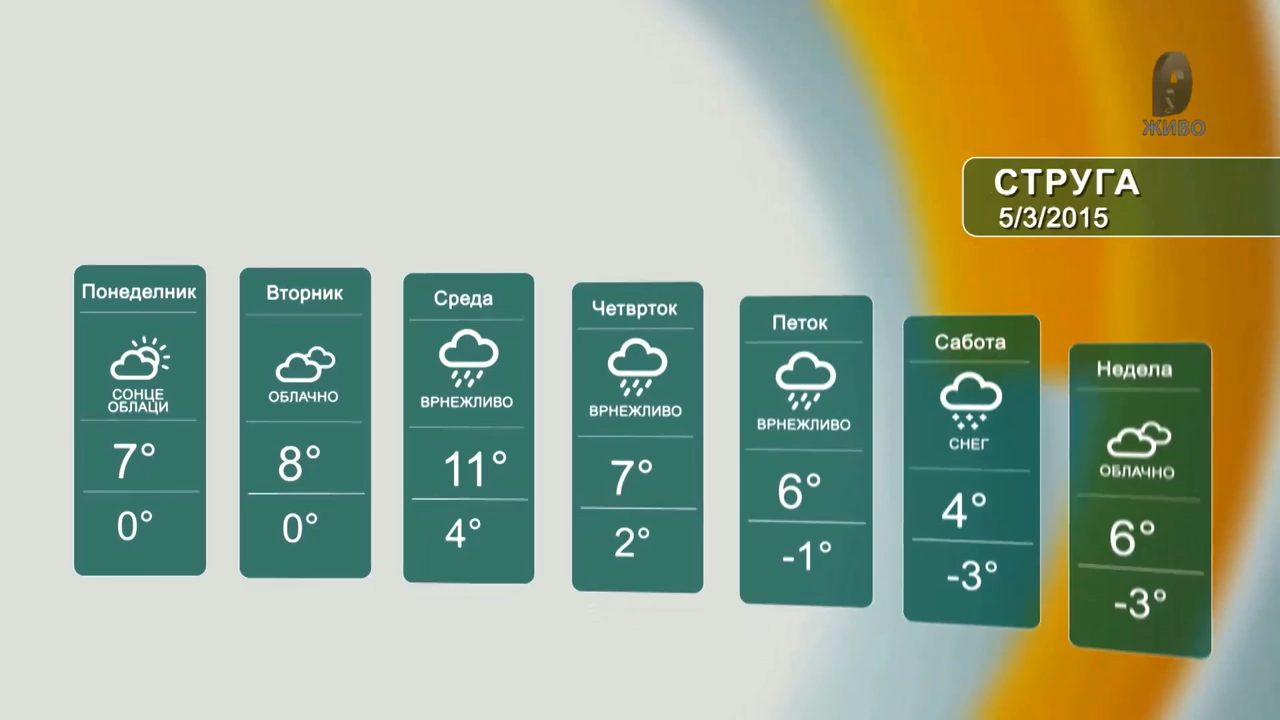 ЖИВО
СТРУГА
5/3/2015
Понеделник
СОНЦЕ
ОБЛАЦИ
7°
0°
Вторник
ОБЛАЧНО
8°
0°
Среда
ВРНЕЖЛИВО
11°
4°
Четврток
ВРНЕЖЛИВО
7°
2°
Петок
ВРНЕЖЛИВО
6°
-1°
Сабота
СНЕГ
4°
-3°
Недела
ОБЛАЧНО
6°
-3°